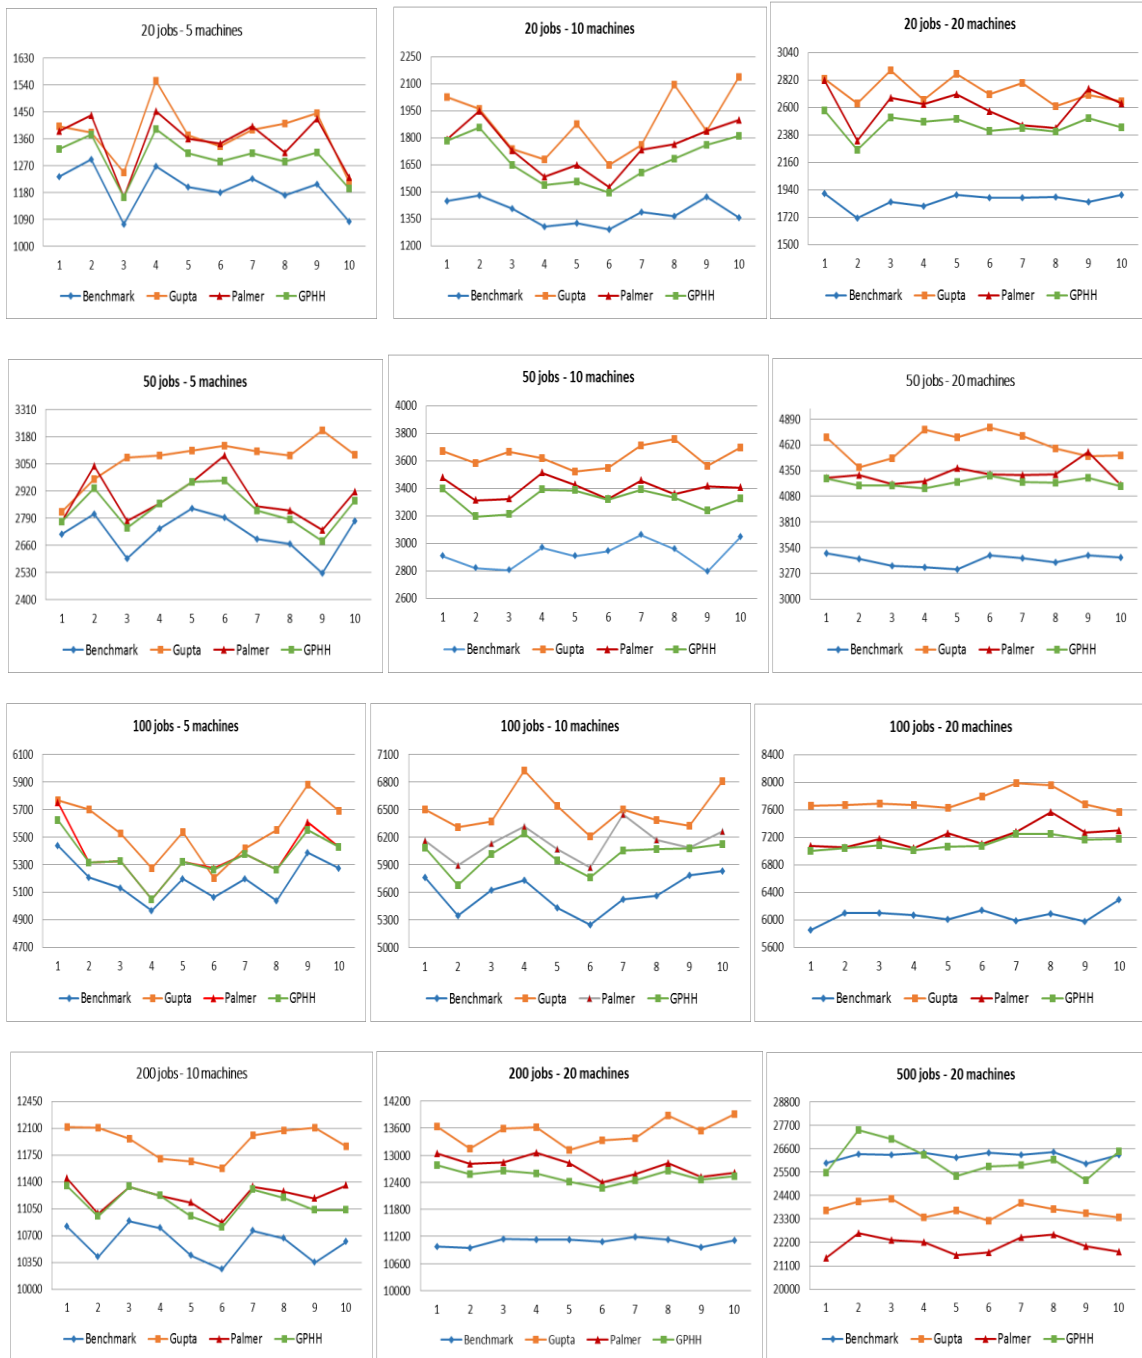 20 jobs - 5 machines
1630
1540
1450
1360
1270
1180
1090
1000
1 2 3 4 5 6 7 8 9 10
Benchmark Gupta Palmer GPHH
20 jobs - 10 machines
2250
2100
1950
1800
1650
1500
1350
1200
1 2 3 4 5 6 7 8 9 10
Benchmark Gupta Palmer GPHH
20 jobs - 20 machines
3040
2820
2600
2380
2160
1940
1720
1500
1 2 3 4 5 6 7 8 9 10
Benchmark Gupta Palmer GPHH
50 jobs - 5 machines
3310
3180
3050
2920
2790
2660
2530
2400
1 2 3 4 5 6 7 8 9 10
Benchmark Gupta Palmer GPHH
50 jobs - 10 machines
4000
3800
3600
3400
3200
3000
2800
2600
1 2 3 4 5 6 7 8 9 10
Benchmark Gupta Palmer GPHH
50 jobs - 20 machines
4890
4620
4350
4080
3810
3540
3270
3000
1 2 3 4 5 6 7 8 9 10
Benchmark Gupta Palmer GPHH
100 jobs - 5 machines
6100
5900
5700
5500
5300
5100
4900
4700
1 2 3 4 5 6 7 8 9 10
Benchmark Gupta Palmer GPHH
100 jobs - 10 machines
7100
6800
6500
6200
5900
5600
5300
5000
1 2 3 4 5 6 7 8 9 10
Benchmark Gupta Palmer GPHH
100 jobs - 20 machines
8400
8000
7600
7200
6800
6400
6000
5600
1 2 3 4 5 6 7 8 9 10
Benchmark Gupta Palmer GPHH
200 jobs - 10 machines
12450
12100
11750
11400
11050
10700
10350
10000
1 2 3 4 5 6 7 8 9 10
Benchmark Gupta Palmer GPHH
200 jobs - 20 machines
14200
13600
13000
12400
11800
11200
10600
10000
1 2 3 4 5 6 7 8 9 10
Benchmark Gupta Palmer GPHH
500 jobs - 20 machines
28800
27700
26600
25500
24400
23300
22200
21100
20000
1 2 3 4 5 6 7 8 9 10
Benchmark Gupta Palmer GPHH